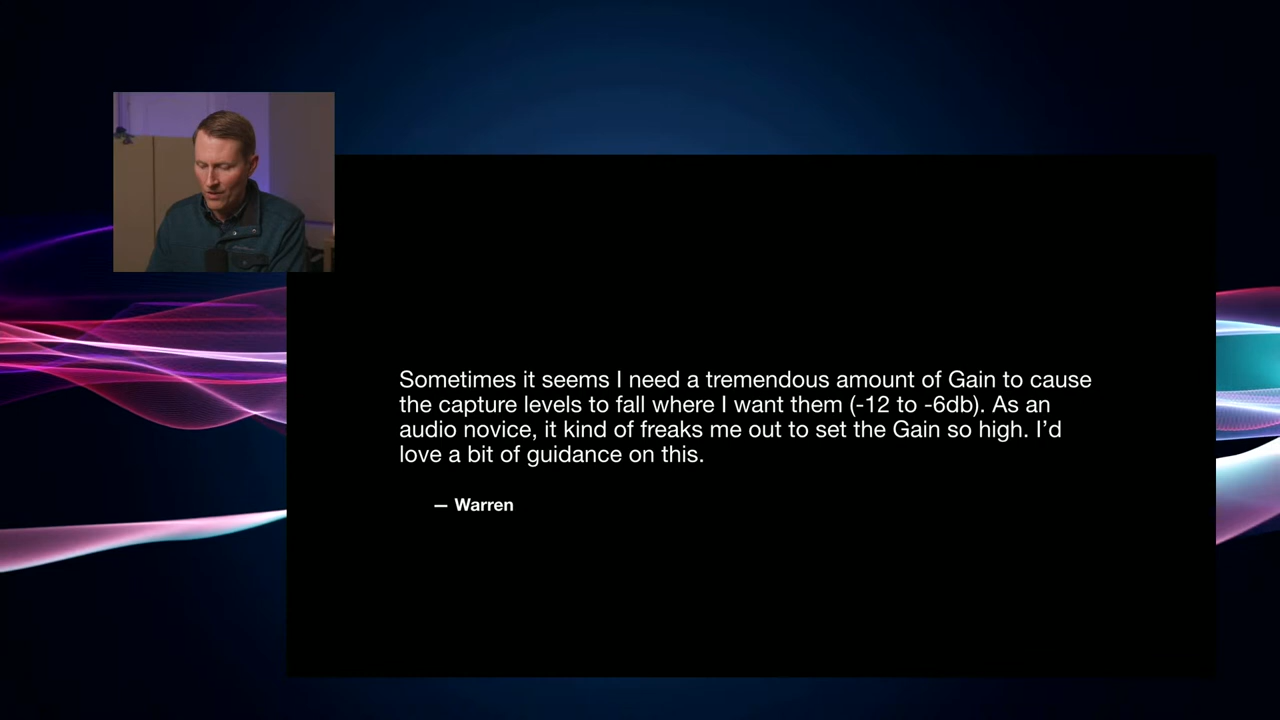 Sometimes it seems I need a tremendous amount of Gain to cause
the capture levels to fall where I want them (-12 to -6db). As an
audio novice, it kind of freaks me out to set the Gain so high. I’d
love a bit of guidance on this.
— Warren